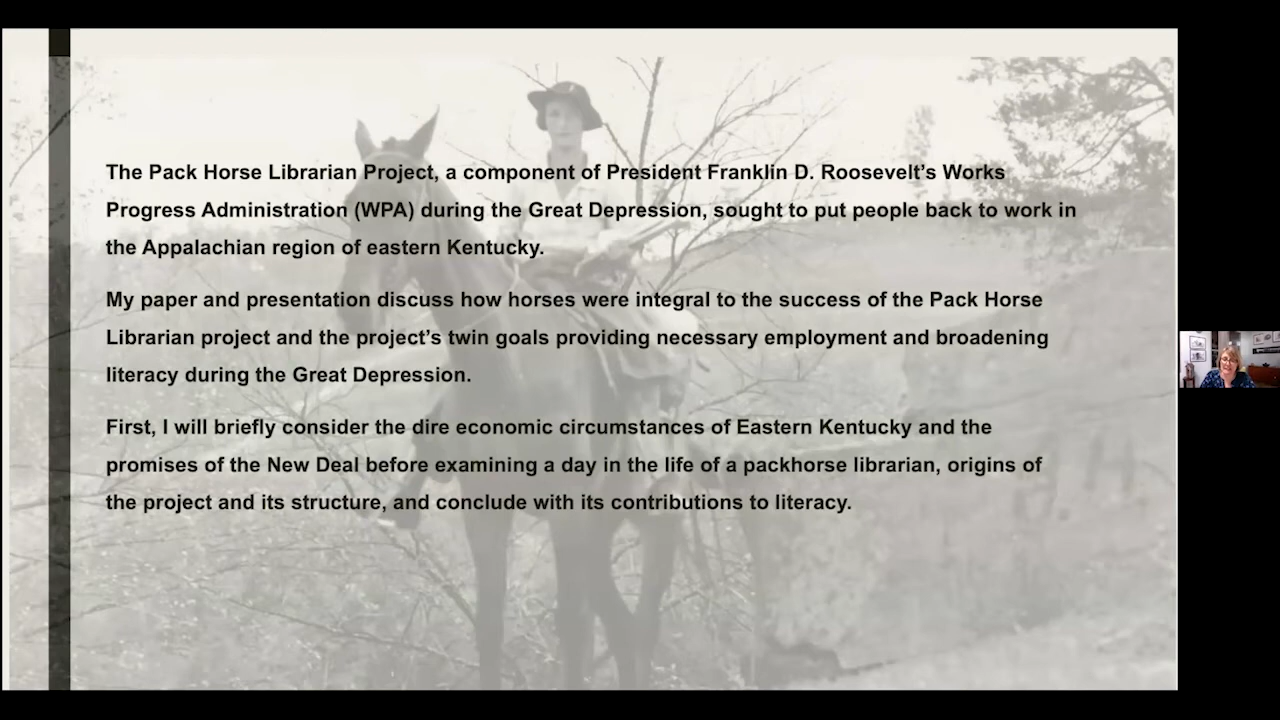 The Pack Horse Librarian Project, a component of President Franklin D. Roosevelt’s Works
Progress Administration (WPA) during the Great Depression, sought to put people back to work in
the Appalachian region of eastern Kentucky.
My paper and presentation discuss how horses were integral to the success of the Pack Horse
Librarian project and the project’s twin goals providing necessary employment and broadening
literacy during the Great Depression.
First, I will briefly consider the dire economic circumstances of Eastern Kentucky and the
promises of the New Deal before examining a day in the life of a packhorse librarian, origins of
the project and its structure, and conclude with its contributions to literacy.